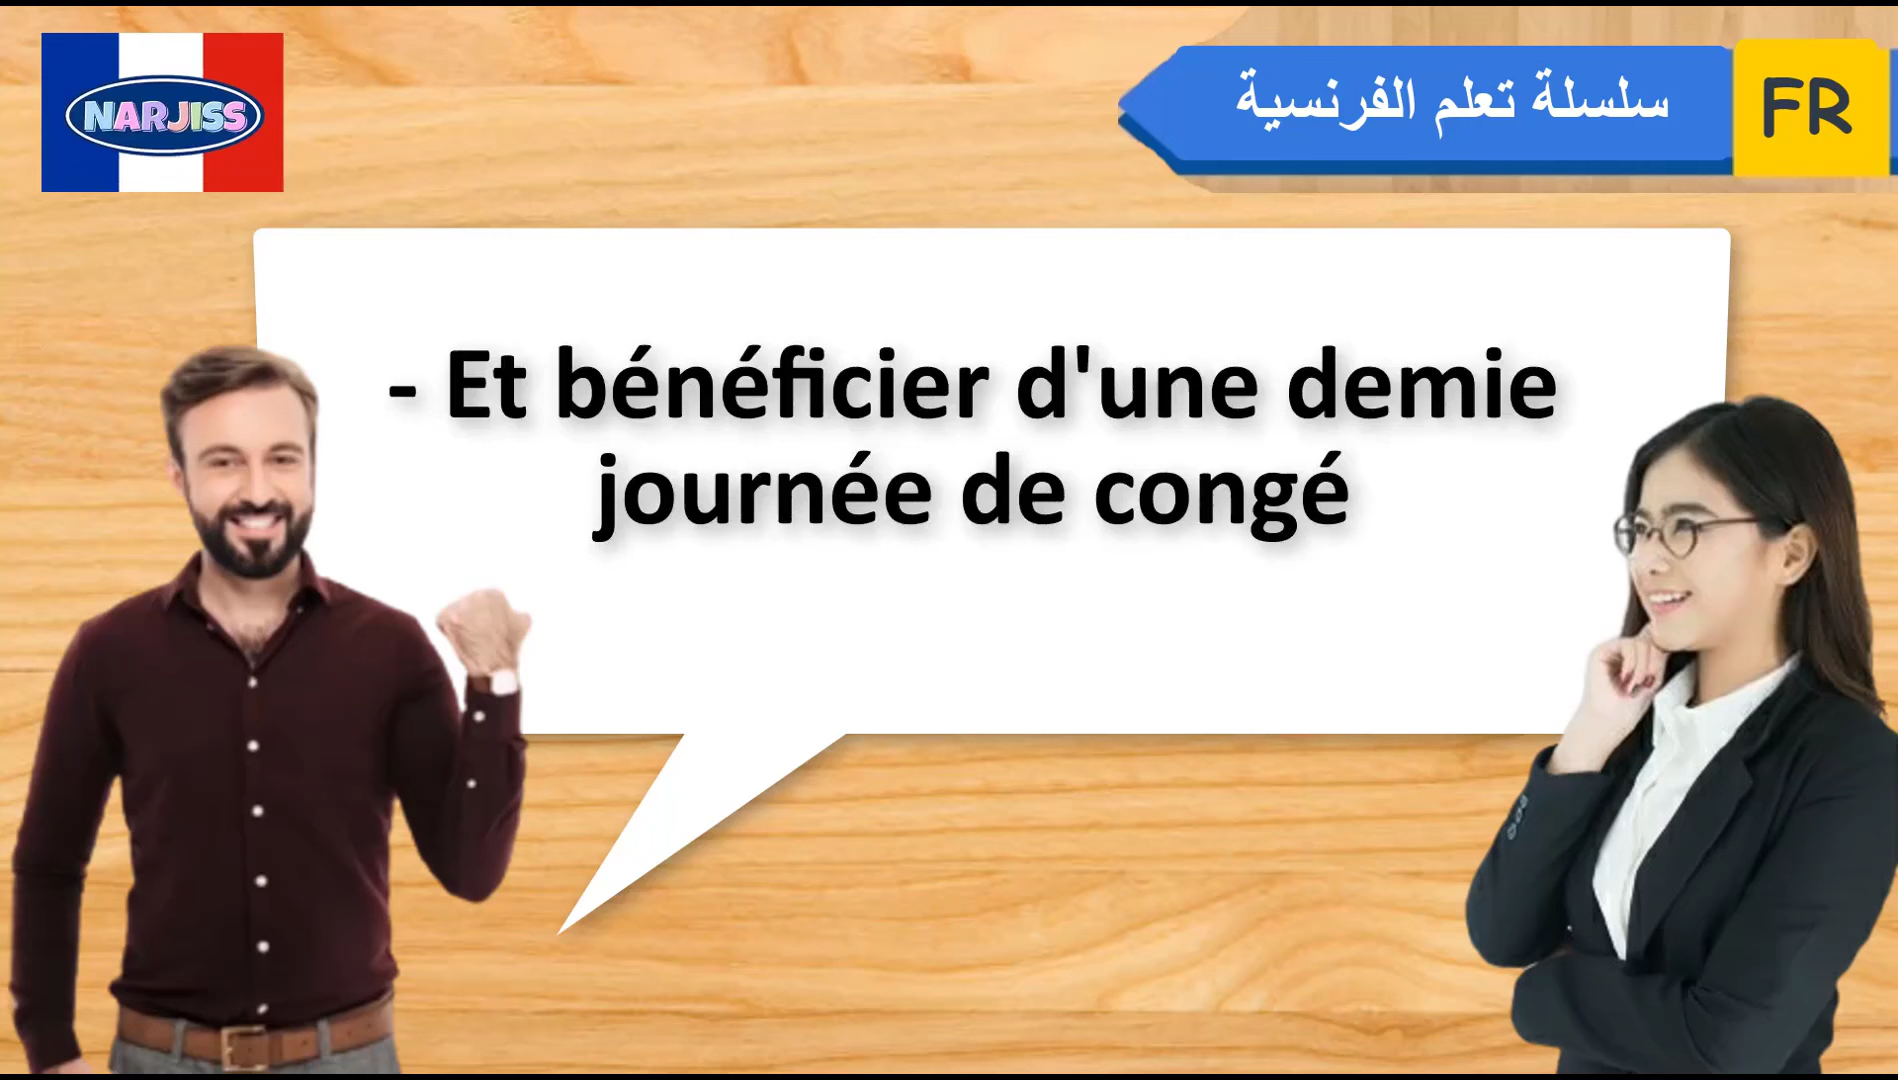 NARJISS
سلسلة تعلم الفرنسية
FR
- Et bénéficier d'une demie
journée de congé